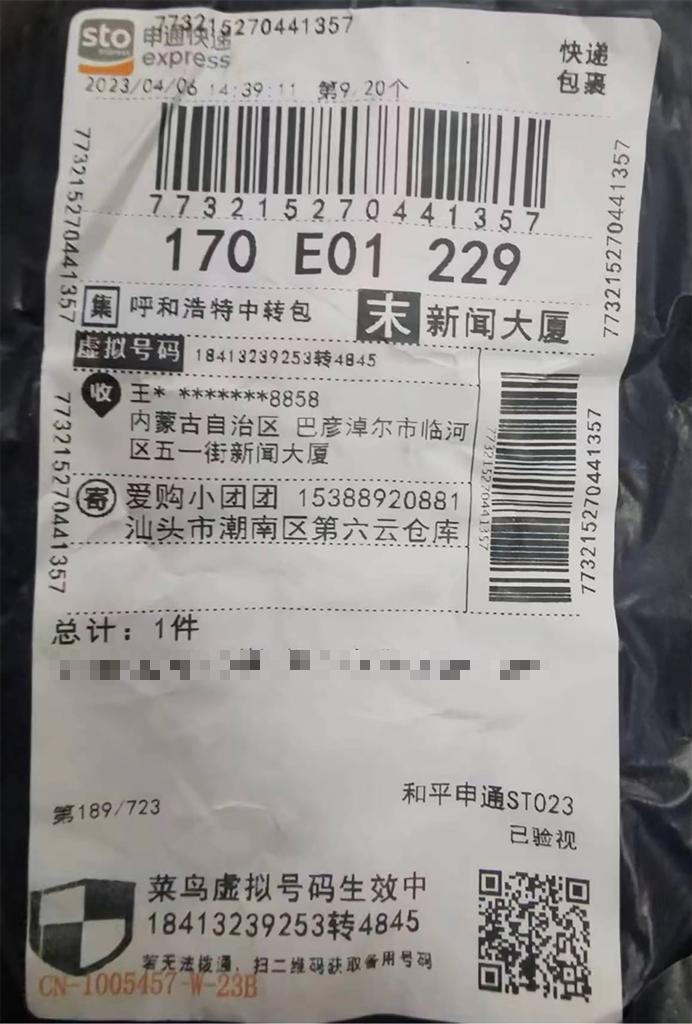 773215270441357
sto
express
申通快递
express
快递
包裹
2023/04/06 14:39:11 第9 20个
773215270441357
170 E01 229
集 呼和浩特中转包
末 新闻大厦
虚拟号码 18413239253转4845
收 王* *******8858
内蒙古自治区 巴彦淖尔市临河
区五一街新闻大厦
寄 爱购小团团 15388920881
汕头市潮南区第六云仓库
773215270441357
773215270441357
773215270441357
773215270441357
773215270441357
总计：1件
第189/723
和平申通ST023
已验视
菜鸟虚拟号码生效中
18413239253转4845
若无法拨通，扫二维码获取备用号码
CN-1005457-W-23B